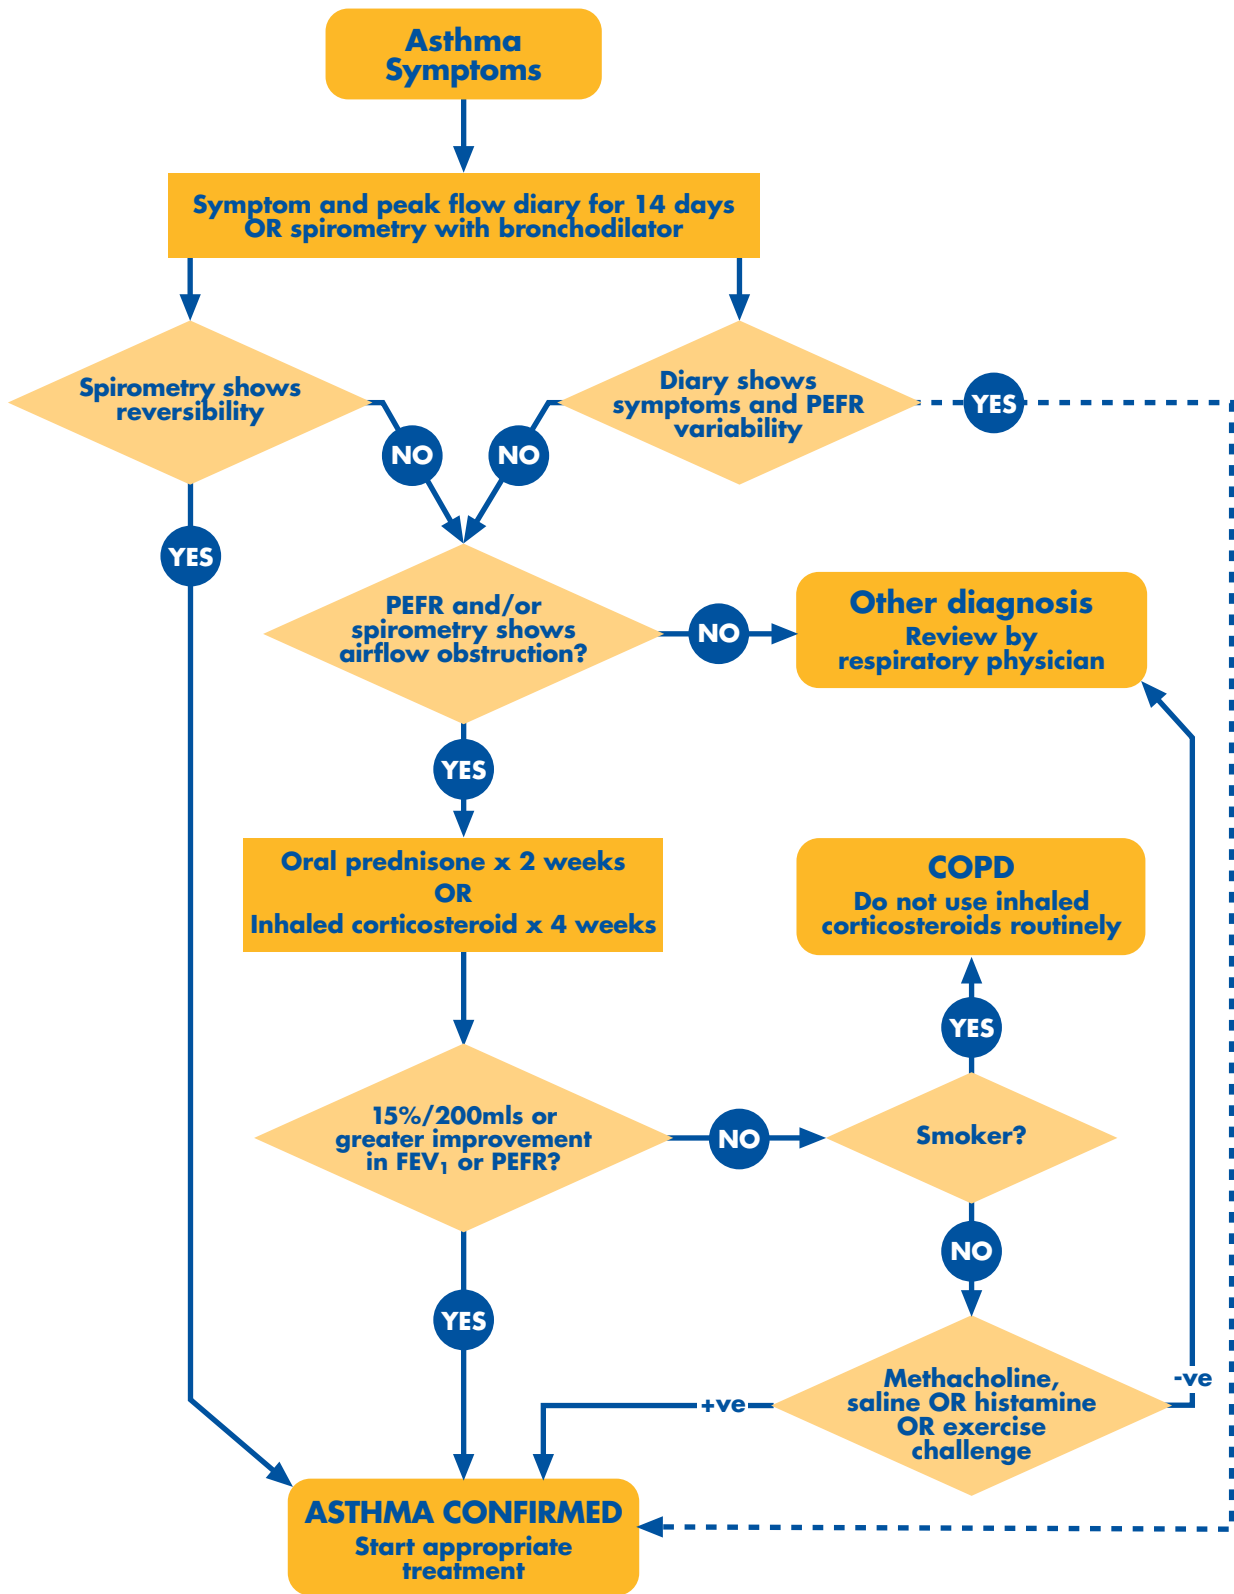 Asthma
Symptoms
Symptom and peak flow diary for 14 days
OR spirometry with bronchodilator
Spirometry shows
reversibility
Diary shows
symptoms and PEFR
variability
YES
NO
NO
YES
PEFR and/or
spirometry shows
airflow obstruction?
NO
Other diagnosis
Review by
respiratory physician
YES
Oral prednisone x 2 weeks
OR
Inhaled corticosteroid x 4 weeks
COPD
Do not use inhaled
corticosteroids routinely
YES
15%/200mls or
greater improvement
in FEV₁ or PEFR?
NO
Smoker?
NO
YES
Methacholine,
saline OR histamine
OR exercise
challenge
+ve
-ve
ASTHMA CONFIRMED
Start appropriate
treatment